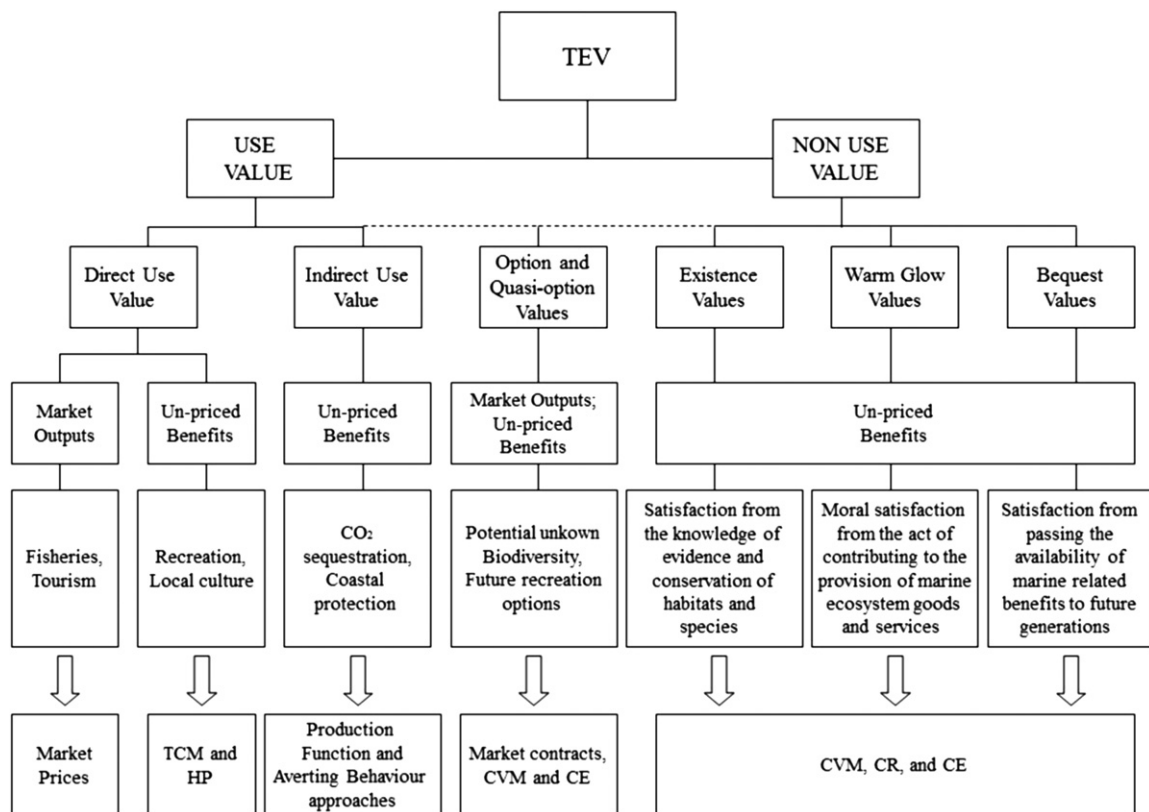 TEV
USE
VALUE
NON USE
VALUE
Direct Use
Value
Indirect Use
Value
Option and
Quasi-option
Values
Existence
Values
Warm Glow
Values
Bequest
Values
Market
Outputs
Un-priced
Benefits
Un-priced
Benefits
Market Outputs;
Un-priced
Benefits
Un-priced
Benefits
Fisheries,
Tourism
Recreation,
Local culture
CO₂
sequestration,
Coastal
protection
Potential unkown
Biodiversity,
Future recreation
options
Satisfaction from
the knowledge of
evidence and
conservation of
habitats and
species
Moral satisfaction
from the act of
contributing to the
provision of marine
ecosystem goods
and services
Satisfaction from
passing the
availability of
marine related
benefits to future
generations
Market
Prices
TCM and
HP
Production
Function and
Averting Behaviour
approaches
Market contracts,
CVM and CE
CVM, CR, and CE